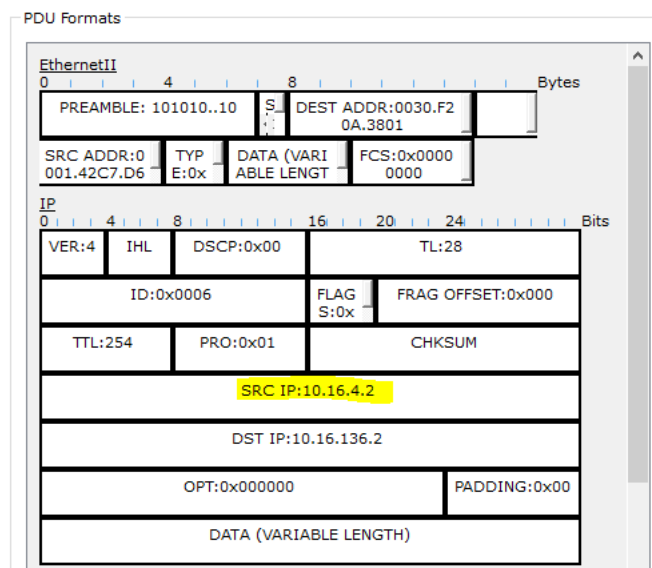 PDU Formats
EthernetII
0 4 8 Bytes
PREAMBLE: 101010..10 DEST ADDR:0030.F2
0A.3801
SRC ADDR:0 TYP DATA (VARI FCS:0x0000
001.42C7.D6 E:0x ABLE LENGT 0000
IP
0 4 8 16 20 24 Bits
VER:4 IHL DSCP:0x00 TL:28
ID:0x0006 FLAG FRAG OFFSET:0x000
S:0x
TTL:254 PRO:0x01 CHKSUM
SRC IP:10.16.4.2
DST IP:10.16.136.2
OPT:0x000000 PADDING:0x00
DATA (VARIABLE LENGTH)